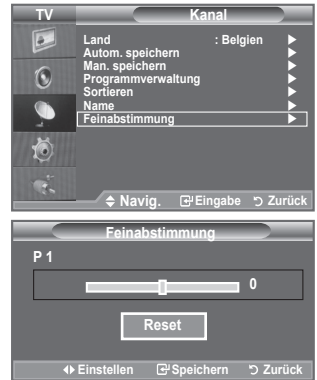 TV Kanal
Land : Belgien
Autom. speichern
Man. speichern
Programmverwaltung
Sortieren
Name
Feinabstimmung
Navig. Eingabe Zurück
Feinabstimmung
P 1
0
Reset
Einstellen Speichern Zurück